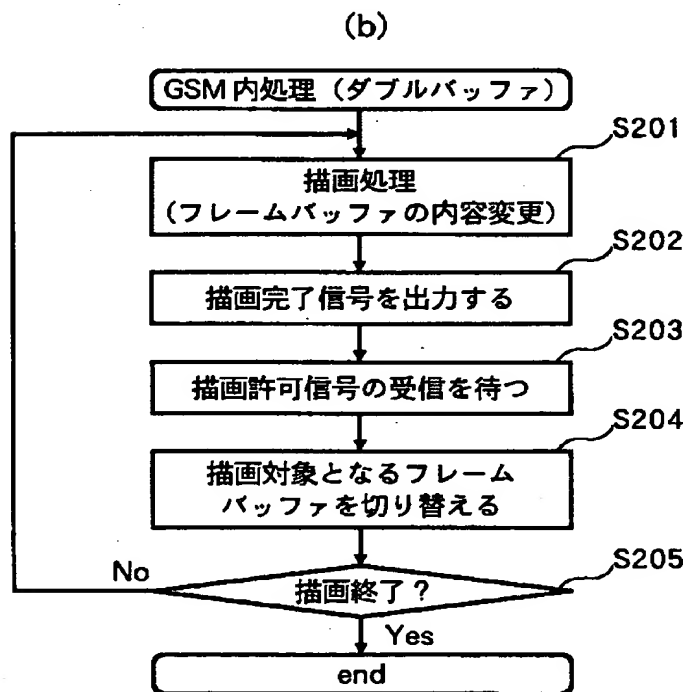 (b)
GSM内処理（ダブルバッファ）
S201
描画処理
（フレームバッファの内容変更）
S202
描画完了信号を出力する
S203
描画許可信号の受信を待つ
S204
描画対象となるフレーム
バッファを切り替える
S205
No
描画終了？
Yes
end